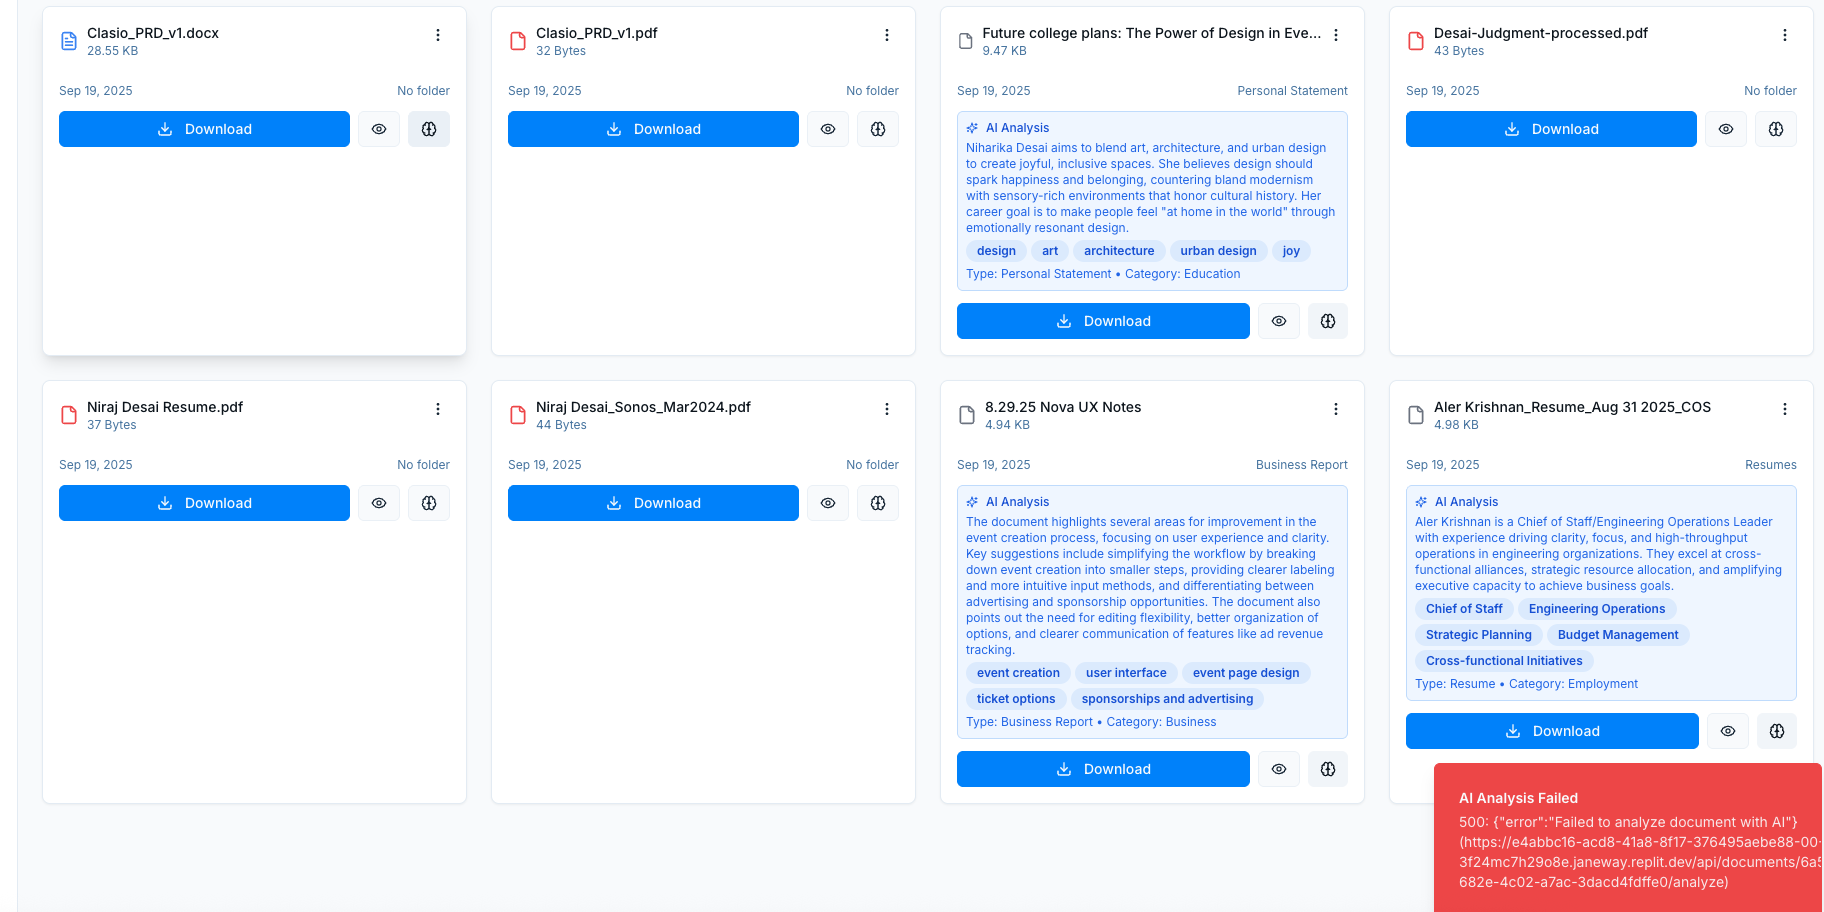 Clasio_PRD_v1.docx
28.55 KB
Sep 19, 2025
No folder
Download
Clasio_PRD_v1.pdf
32 Bytes
Sep 19, 2025
No folder
Download
Future college plans: The Power of Design in Eve...
9.47 KB
Sep 19, 2025
Personal Statement
AI Analysis
Niharika Desai aims to blend art, architecture, and urban design
to create joyful, inclusive spaces. She believes design should
spark happiness and belonging, countering bland modernism
with sensory-rich environments that honor cultural history. Her
career goal is to make people feel "at home in the world" through
emotionally resonant design.
design art architecture urban design joy
Type: Personal Statement • Category: Education
Download
Desai-Judgment-processed.pdf
43 Bytes
Sep 19, 2025
No folder
Download
Niraj Desai Resume.pdf
37 Bytes
Sep 19, 2025
No folder
Download
Niraj Desai_Sonos_Mar2024.pdf
44 Bytes
Sep 19, 2025
No folder
Download
8.29.25 Nova UX Notes
4.94 KB
Sep 19, 2025
Business Report
AI Analysis
The document highlights several areas for improvement in the
event creation process, focusing on user experience and clarity.
Key suggestions include simplifying the workflow by breaking
down event creation into smaller steps, providing clearer labeling
and more intuitive input methods, and differentiating between
advertising and sponsorship opportunities. The document also
points out the need for editing flexibility, better organization of
options, and clearer communication of features like ad revenue
tracking.
event creation user interface event page design
ticket options sponsorships and advertising
Type: Business Report • Category: Business
Download
Aler Krishnan_Resume_Aug 31 2025_COS
4.98 KB
Sep 19, 2025
Resumes
AI Analysis
Aler Krishnan is a Chief of Staff/Engineering Operations Leader
with experience driving clarity, focus, and high-throughput
operations in engineering organizations. They excel at cross-
functional alliances, strategic resource allocation, and amplifying
executive capacity to achieve business goals.
Chief of Staff Engineering Operations
Strategic Planning Budget Management
Cross-functional Initiatives
Type: Resume • Category: Employment
Download
AI Analysis Failed
500: {"error":"Failed to analyze document with AI"}
(https://e4abbc16-acd8-41a8-8f17-376495aebe88-00-
3f24mc7h29o8e.janeway.replit.dev/api/documents/6a5
682e-4c02-a7ac-3dacd4fdffe0/analyze)